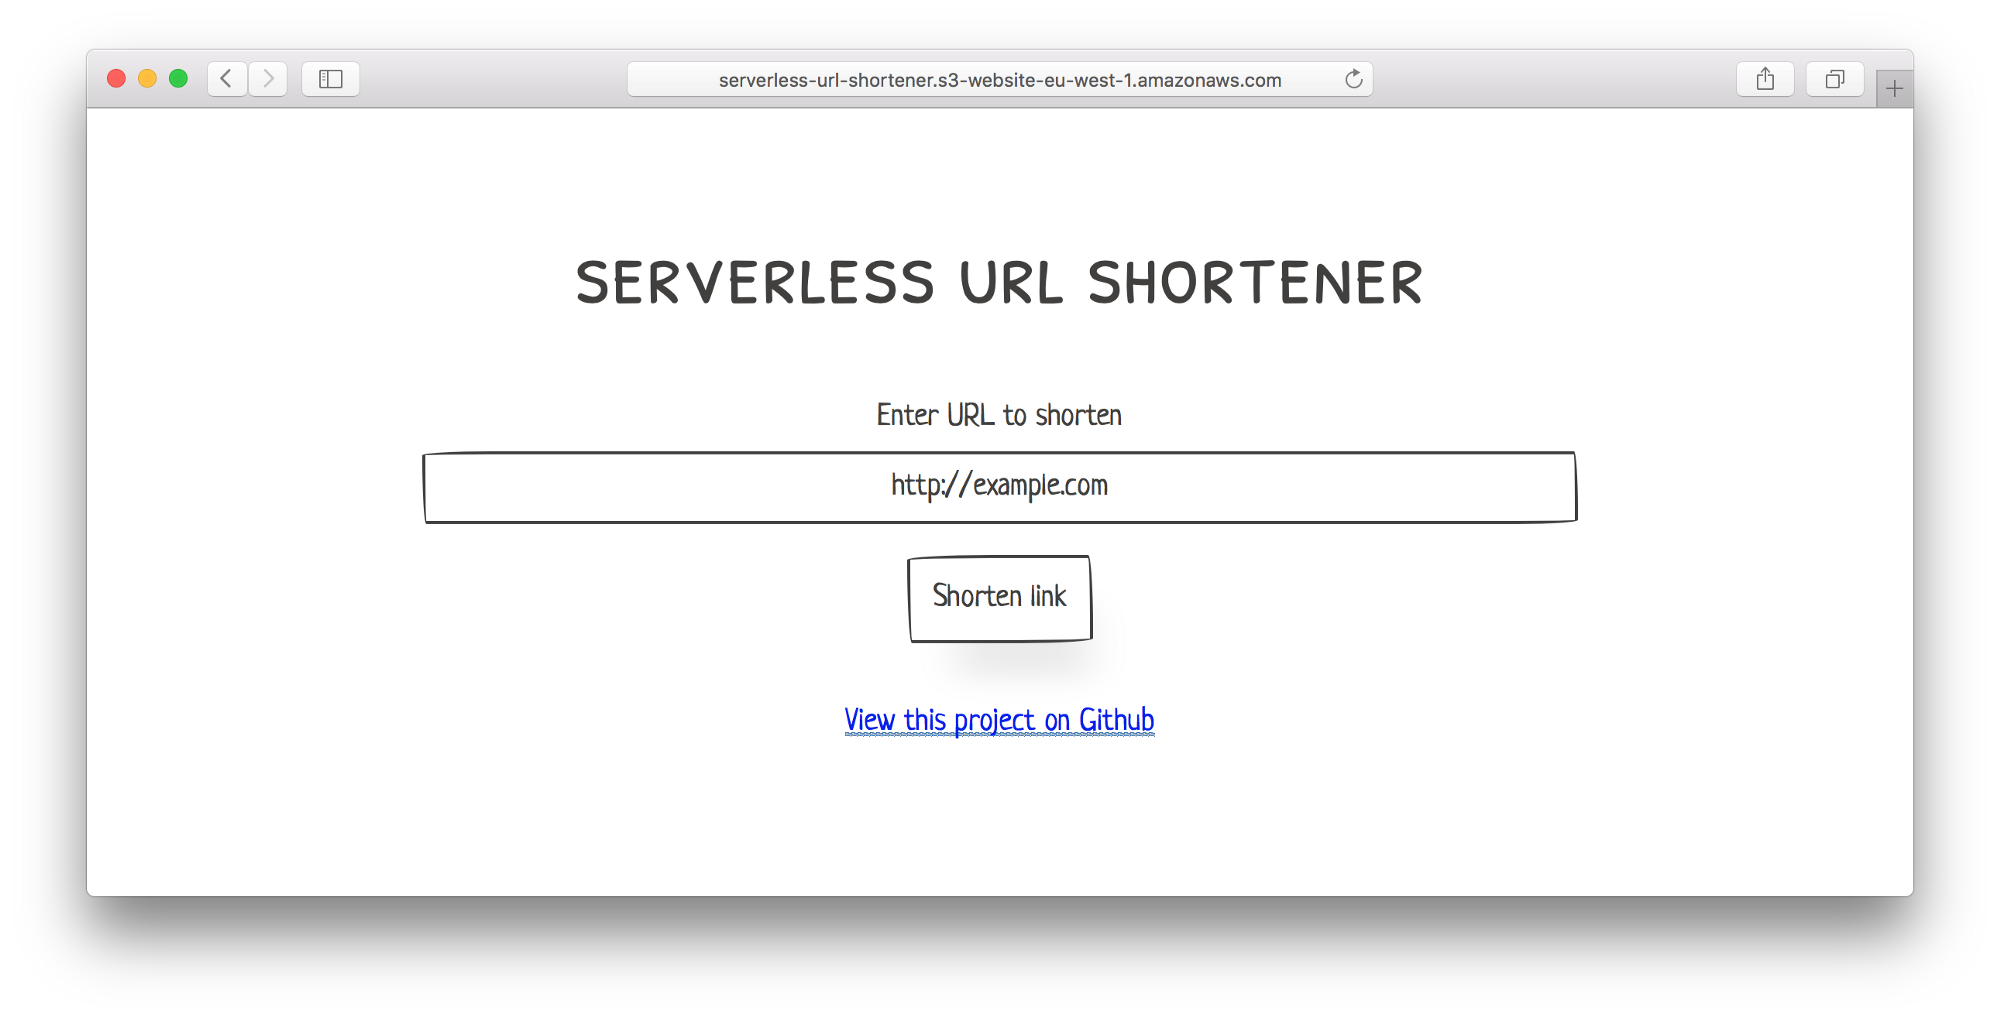 serverless-url-shortener.s3-website-eu-west-1.amazonaws.com
SERVERLESS URL SHORTENER
Enter URL to shorten
http://example.com
Shorten link
View this project on Github